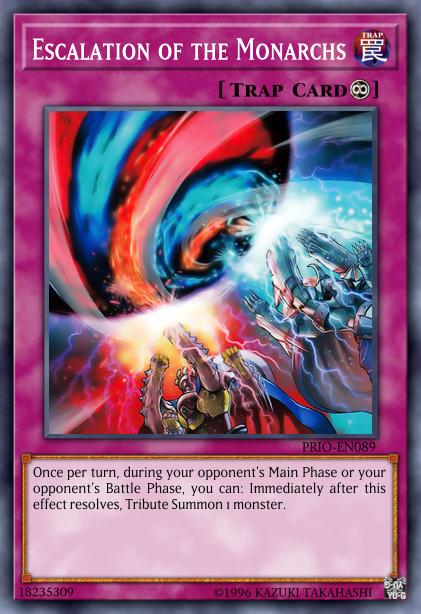 ESCALATION OF THE MONARCHS
TRAP
罠
[TRAP CARD]
PRIO-EN089
Once per turn, during your opponent's Main Phase or your
opponent's Battle Phase, you can: Immediately after this
effect resolves, Tribute Summon 1 monster.
18235309
©1996 KAZUKI TAKAHASHI